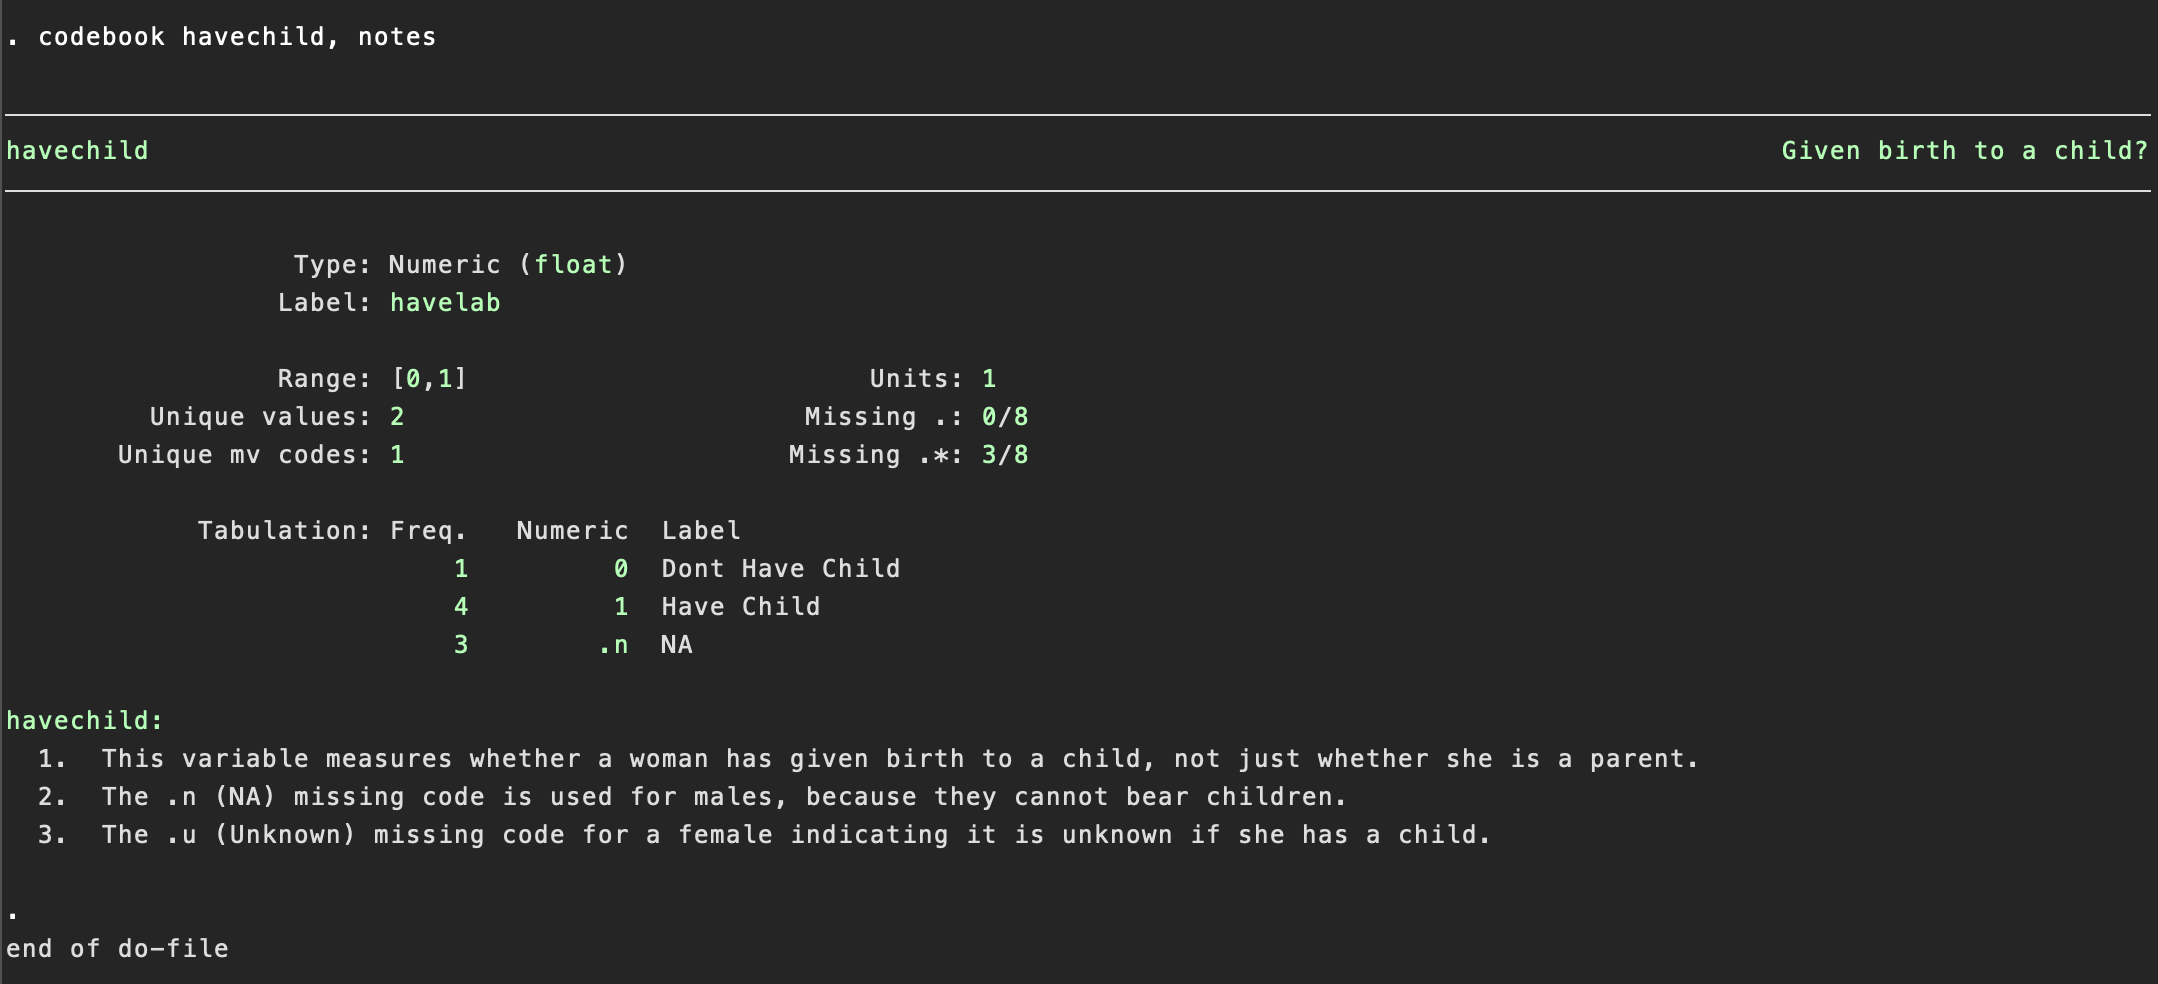 . codebook havechild, notes
havechild Given birth to a child?
Type: Numeric (float)
Label: havelab
Range: [0,1] Units: 1
Unique values: 2 Missing .: 0/8
Unique mv codes: 1 Missing .*: 3/8
Tabulation: Freq. Numeric Label
1 0 Dont Have Child
4 1 Have Child
3 .n NA
havechild:
1. This variable measures whether a woman has given birth to a child, not just whether she is a parent.
2. The .n (NA) missing code is used for males, because they cannot bear children.
3. The .u (Unknown) missing code for a female indicating it is unknown if she has a child.
.
end of do-file